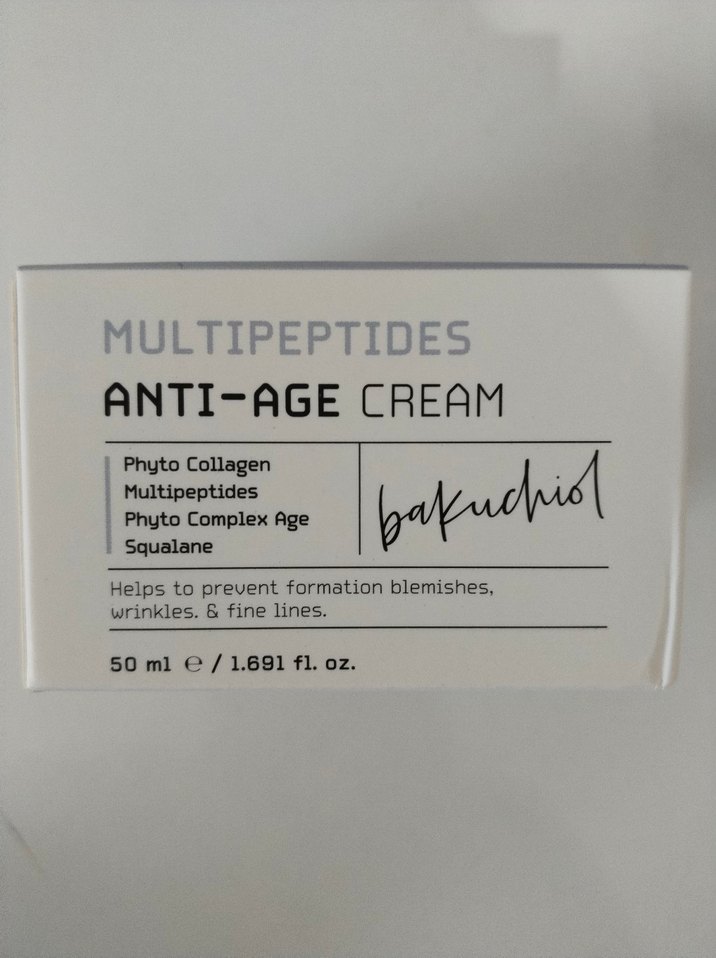 MULTIPEPTIDES
ANTI-AGE CREAM
Phyto Collagen
Multipeptides
Phyto Complex Age
Squalane
bakuchiol
Helps to prevent formation blemishes,
wrinkles. & fine lines.
50 ml ℮ / 1.691 fl. oz.